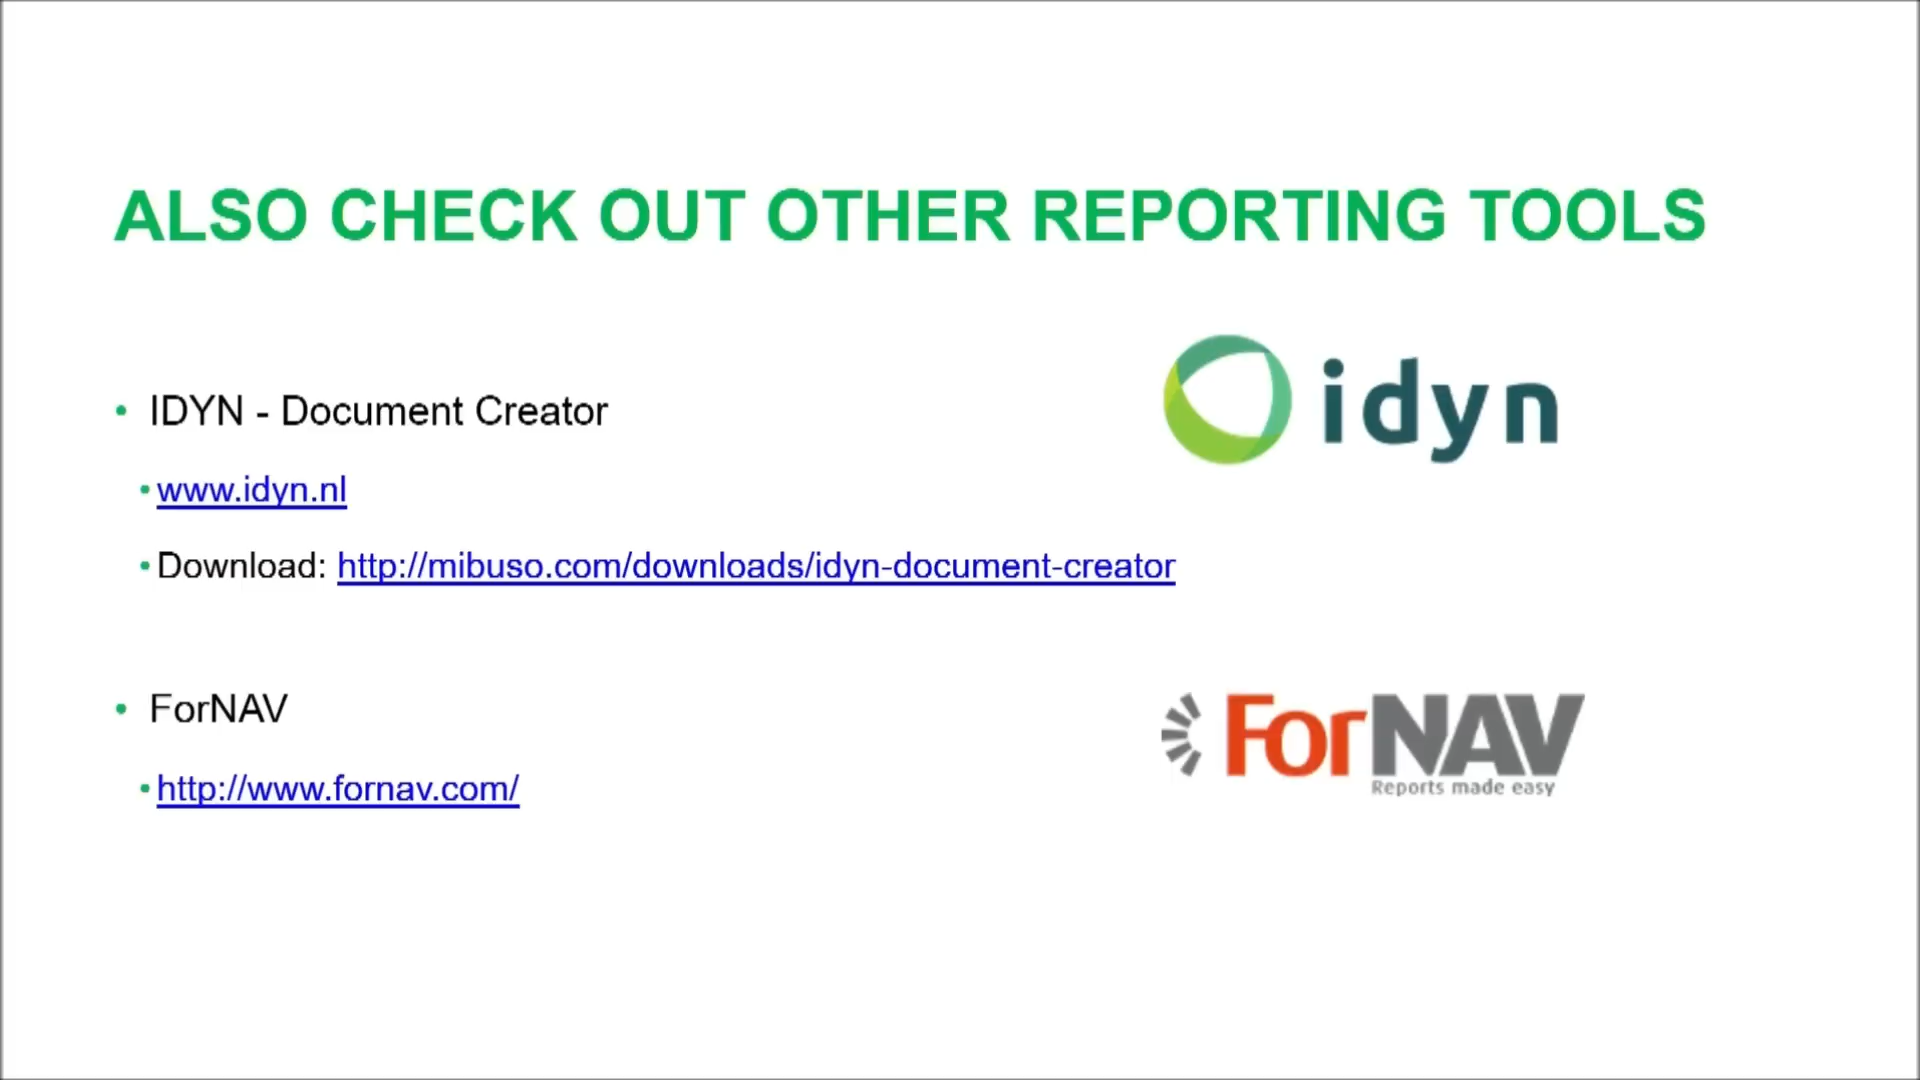 ALSO CHECK OUT OTHER REPORTING TOOLS
• IDYN - Document Creator
• www.idyn.nl
• Download: http://mibuso.com/downloads/idyn-document-creator
idyn
• ForNAV
• http://www.fornav.com/
ForNAV
Reports made easy